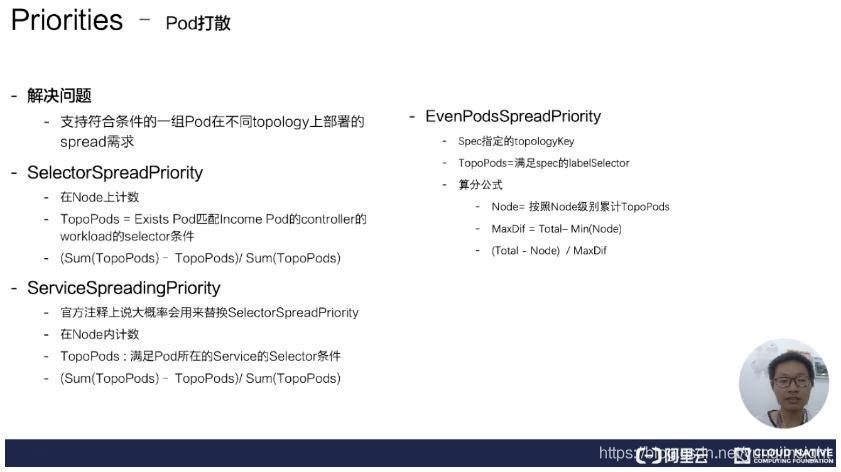 Priorities – Pod打散
- 解决问题
- 支持符合条件的一组Pod在不同topology上部署的
spread需求
- SelectorSpreadPriority
- 在Node上计数
- TopoPods = Exists Pod匹配Income Pod的controller的
workload的selector条件
- (Sum(TopoPods) – TopoPods)/ Sum(TopoPods)
- ServiceSpreadingPriority
- 官方注释上说大概率会用来替换SelectorSpreadPriority
- 在Node内计数
- TopoPods : 满足Pod所在的Service的Selector条件
- (Sum(TopoPods) – TopoPods)/ Sum(TopoPods)
- EvenPodsSpreadPriority
- Spec指定的topologyKey
- TopoPods=满足spec的labelSelector
- 算分公式
- Node= 按照Node级别累计TopoPods
- MaxDif = Total– Min(Node)
- (Total - Node) / MaxDif
阿里云
CLOUD NATIVE
COMPUTING FOUNDATION